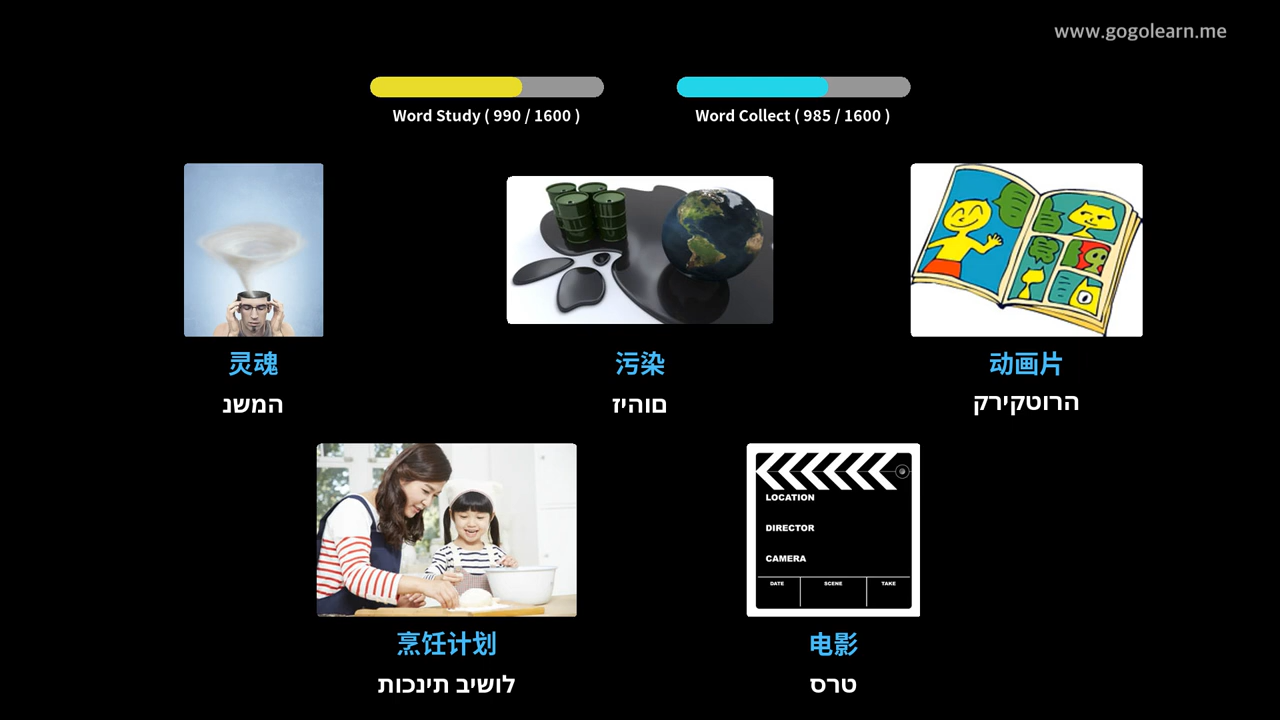 www.gogolearn.me
Word Study ( 990 / 1600 )
Word Collect ( 985 / 1600 )
灵魂
המשנ
污染
םוהיז
动画片
הרוטקירק
LOCATION
DIRECTOR
CAMERA
DATE
SCENE
TAKE
烹饪计划
לושיב תינכות
电影
טרס